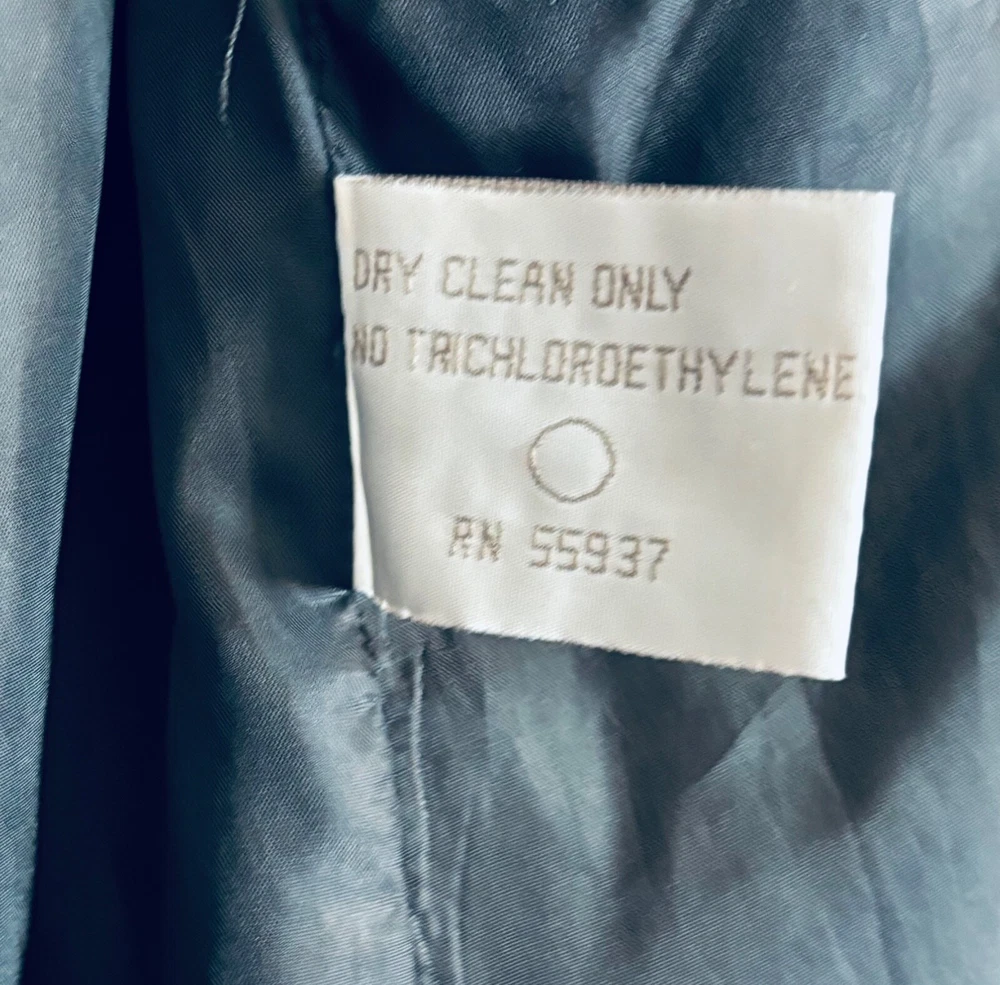 DRY CLEAN ONLY
NO TRICHLOROETHYLENE
RN 55937